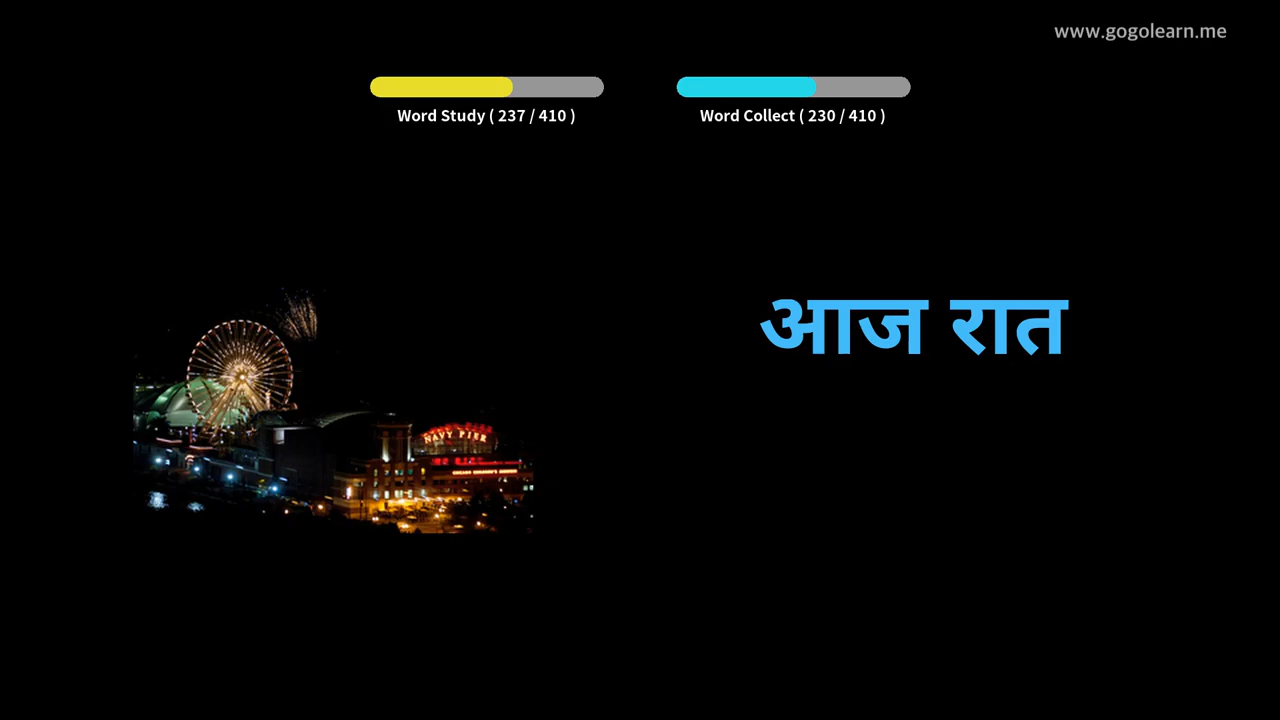 www.gogolearn.me
Word Study ( 237 / 410 )
Word Collect ( 230 / 410 )
आज रात
NAVY PIER